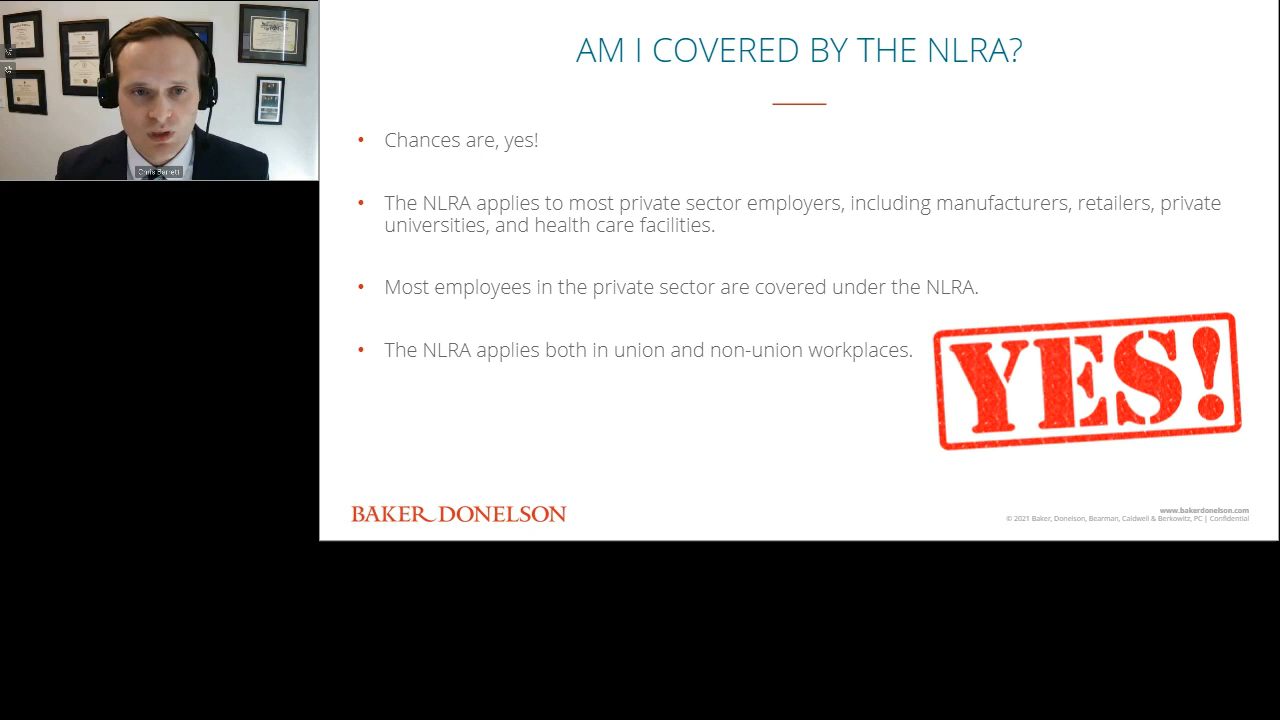 AM I COVERED BY THE NLRA?
• Chances are, yes!
• The NLRA applies to most private sector employers, including manufacturers, retailers, private
universities, and health care facilities.
• Most employees in the private sector are covered under the NLRA.
• The NLRA applies both in union and non-union workplaces.
YES!
Chris Barrett
BAKER DONELSON
www.bakerdonelson.com
© 2021 Baker, Donelson, Bearman, Caldwell & Berkowitz, PC | Confidential